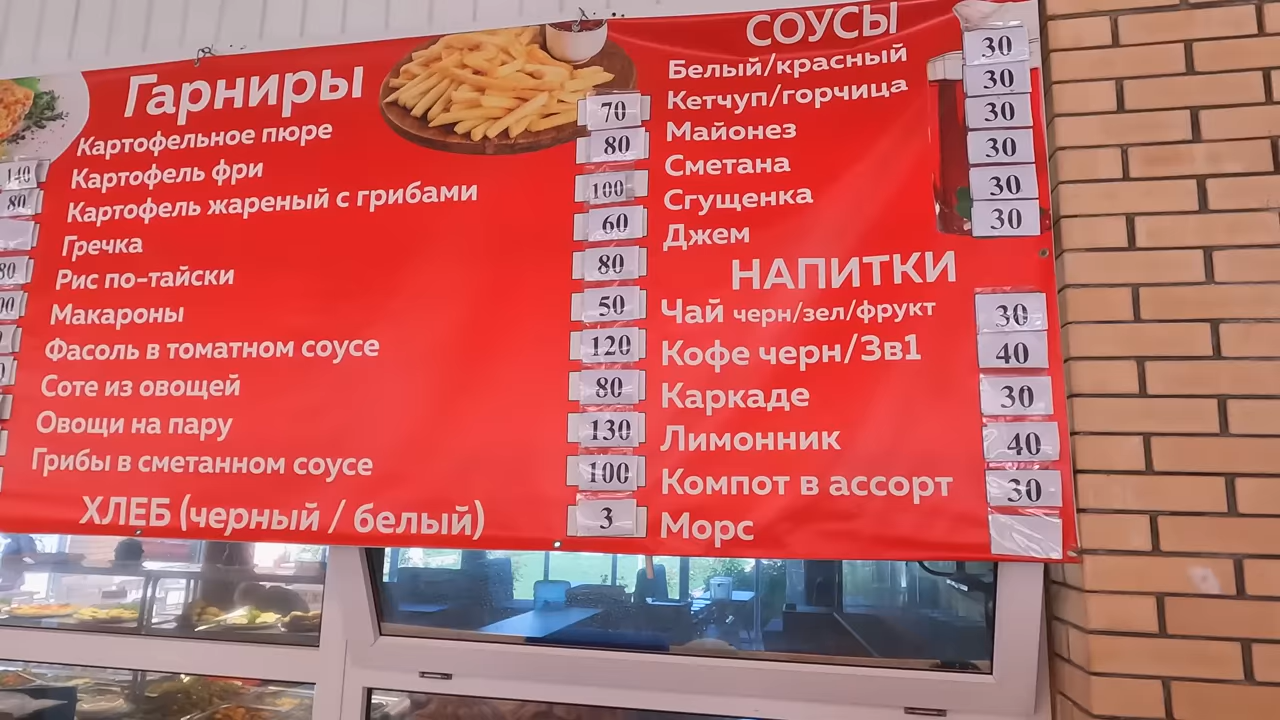 Гарниры
Картофельное пюре 70
Картофель фри 80
Картофель жареный с грибами 100
Гречка 60
Рис по-тайски 80
Макароны 50
Фасоль в томатном соусе 120
Соте из овощей 80
Овощи на пару 130
Грибы в сметанном соусе 100
ХЛЕБ (черный / белый) 3
140
80
СОУСЫ
Белый/красный 30
Кетчуп/горчица 30
Майонез 30
Сметана 30
Сгущенка 30
Джем 30
НАПИТКИ
Чай черн/зел/фрукт 30
Кофе черн/3в1 40
Каркаде 30
Лимонник 40
Компот в ассорт 30
Морс